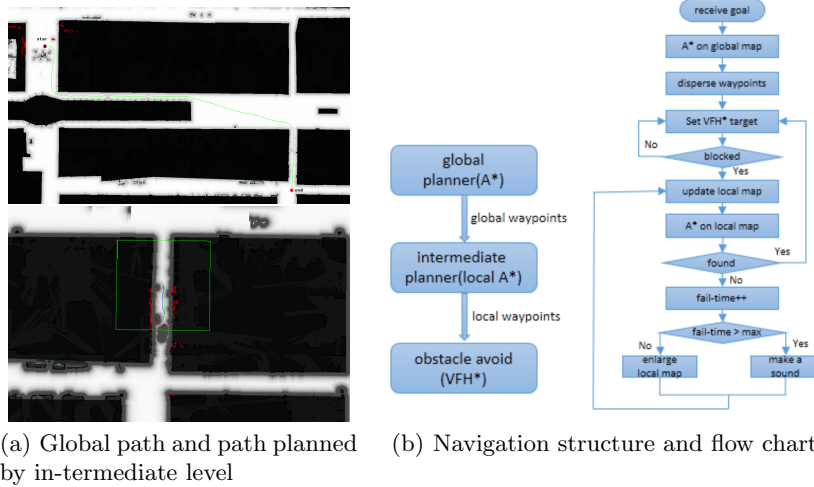 star
end
global
planner(A*)
global waypoints
intermediate
planner(local A*)
local waypoints
obstacle avoid
(VFH*)
receive goal
A* on global map
disperse waypoints
Set VFH* target
No
blocked
Yes
update local map
A* on local map
Yes
found
No
fail-time++
fail-time > max
No
Yes
enlarge
local map
make a
sound
(a) Global path and path planned
by in-termediate level
(b) Navigation structure and flow chart